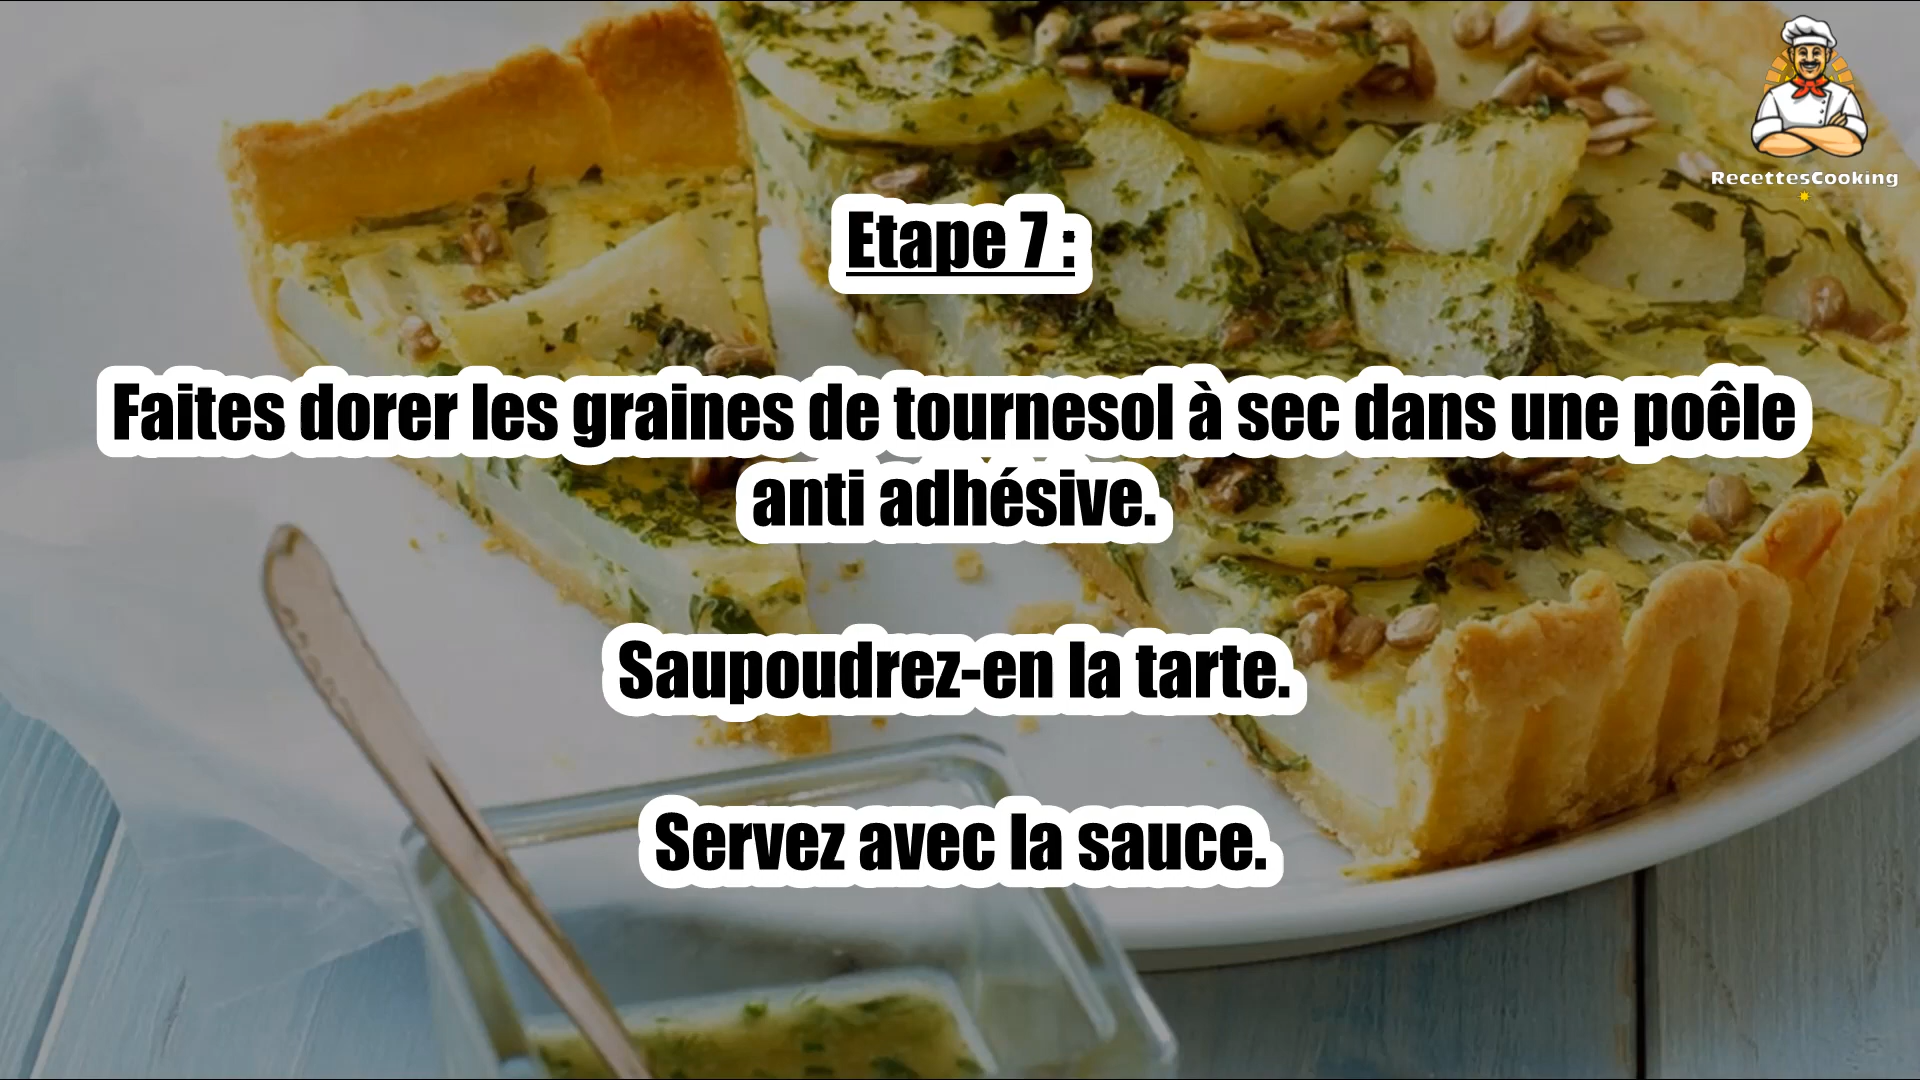 RecettesCooking
Etape 7 :
Faites dorer les graines de tournesol à sec dans une poêle
anti adhésive.
Saupoudrez-en la tarte.
Servez avec la sauce.